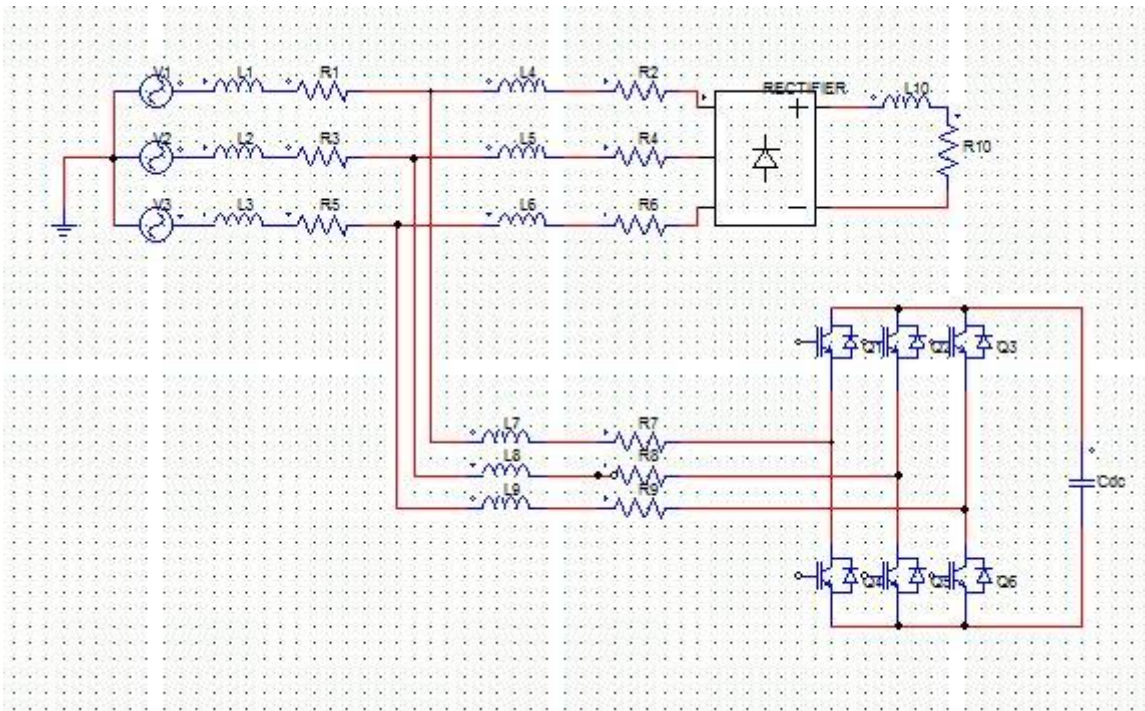 V1 L1 R1 L4 R2 RECTIFIER L10
V2 L2 R3 L5 R4 R10
V3 L3 R5 L6 R6
Q1 Q2 Q3
L7 R7
L8 R8
L9 R9
Cdc
Q4 Q5 Q6